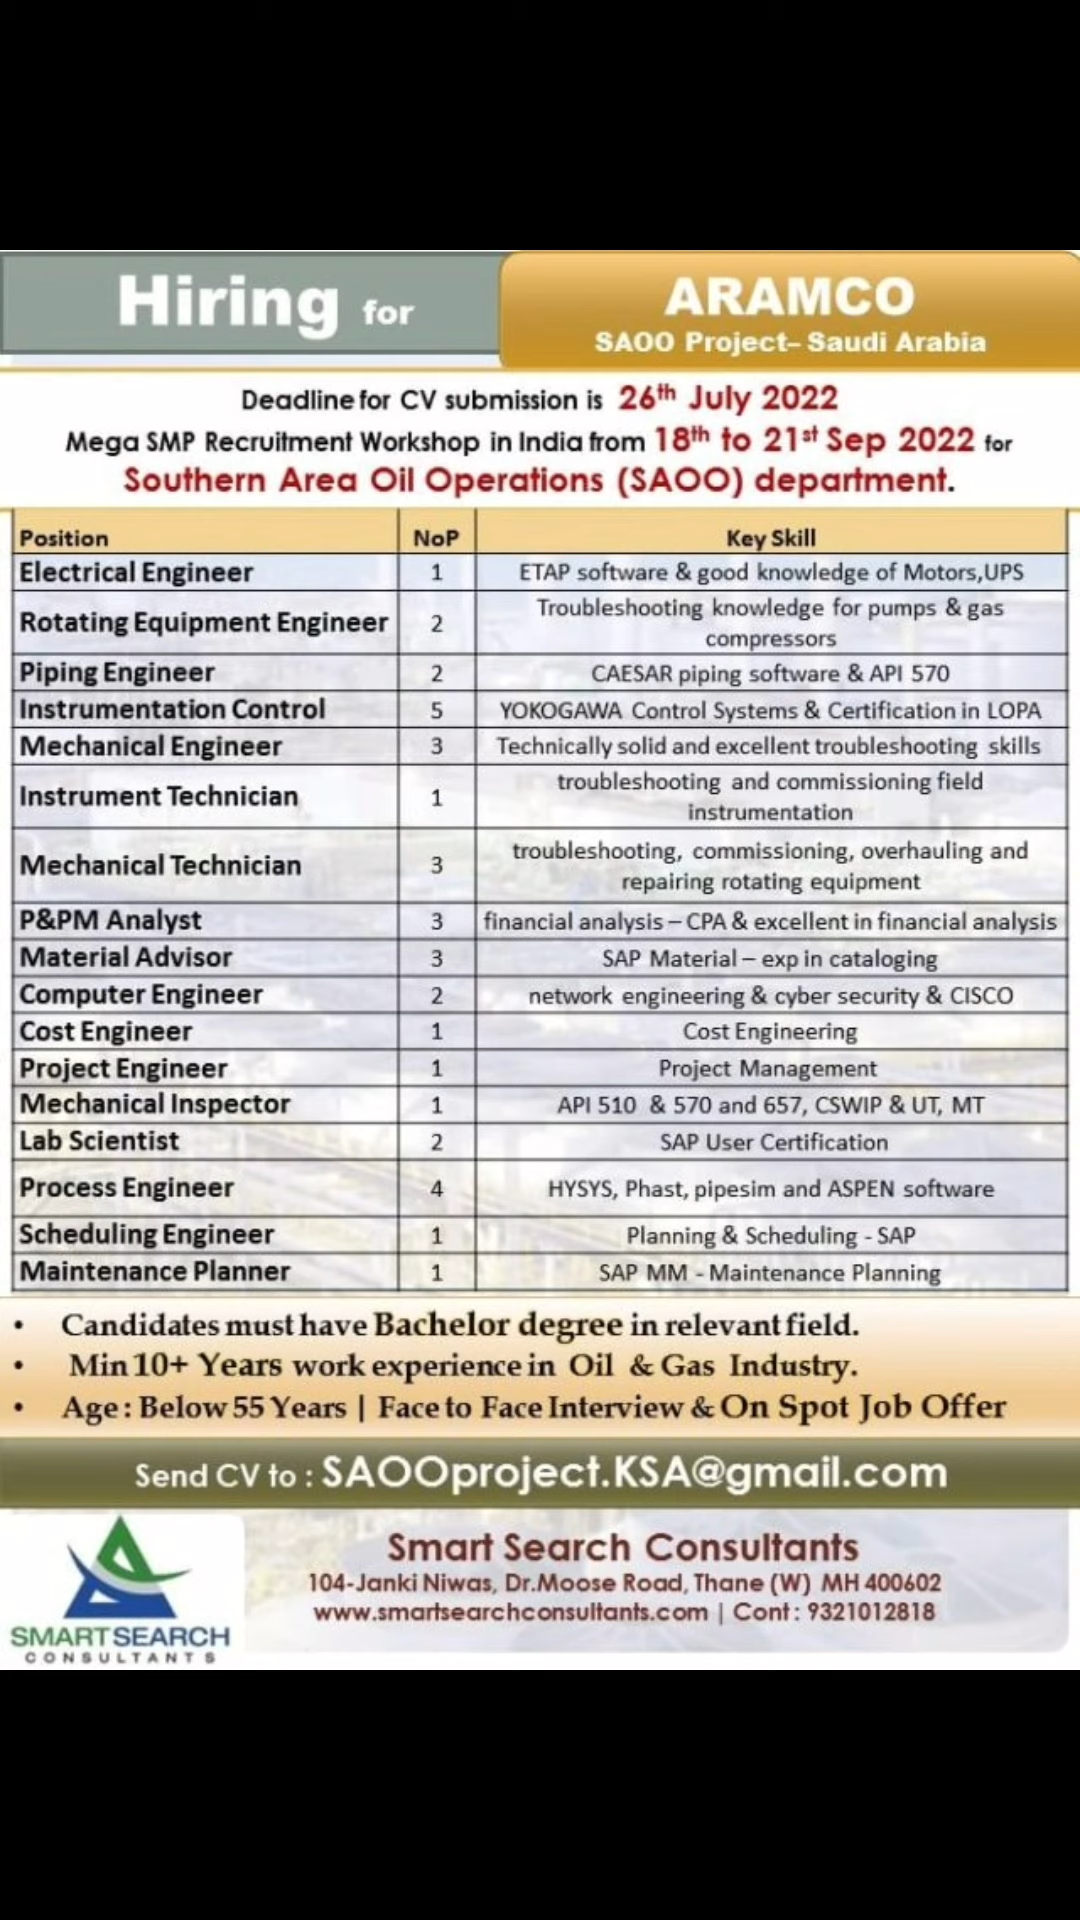 Hiring for
ARAMCO
SAOO Project– Saudi Arabia
Deadline for CV submission is 26th July 2022
Mega SMP Recruitment Workshop in India from 18th to 21st Sep 2022 for
Southern Area Oil Operations (SAOO) department.
Position NoP Key Skill
Electrical Engineer 1 ETAP software & good knowledge of Motors,UPS
Rotating Equipment Engineer 2 Troubleshooting knowledge for pumps & gas
compressors
Piping Engineer 2 CAESAR piping software & API 570
Instrumentation Control 5 YOKOGAWA Control Systems & Certification in LOPA
Mechanical Engineer 3 Technically solid and excellent troubleshooting skills
Instrument Technician 1 troubleshooting and commissioning field
instrumentation
Mechanical Technician 3 troubleshooting, commissioning, overhauling and
repairing rotating equipment
P&PM Analyst 3 financial analysis – CPA & excellent in financial analysis
Material Advisor 3 SAP Material – exp in cataloging
Computer Engineer 2 network engineering & cyber security & CISCO
Cost Engineer 1 Cost Engineering
Project Engineer 1 Project Management
Mechanical Inspector 1 API 510 & 570 and 657, CSWIP & UT, MT
Lab Scientist 2 SAP User Certification
Process Engineer 4 HYSYS, Phast, pipesim and ASPEN software
Scheduling Engineer 1 Planning & Scheduling - SAP
Maintenance Planner 1 SAP MM - Maintenance Planning
• Candidates must have Bachelor degree in relevant field.
• Min 10+ Years work experience in Oil & Gas Industry.
• Age : Below 55 Years | Face to Face Interview & On Spot Job Offer
Send CV to : SAOOproject.KSA@gmail.com
Smart Search Consultants
104-Janki Niwas, Dr.Moose Road, Thane (W) MH 400602
www.smartsearchconsultants.com | Cont : 9321012818
SMARTSEARCH
CONSULTANTS